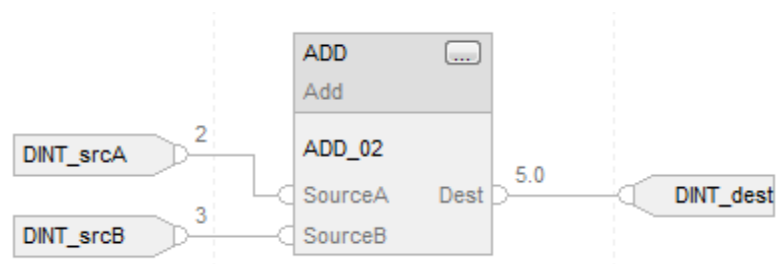 ADD ...
Add
DINT_srcA 2
ADD_02
SourceA Dest 5.0 DINT_dest
DINT_srcB 3
SourceB